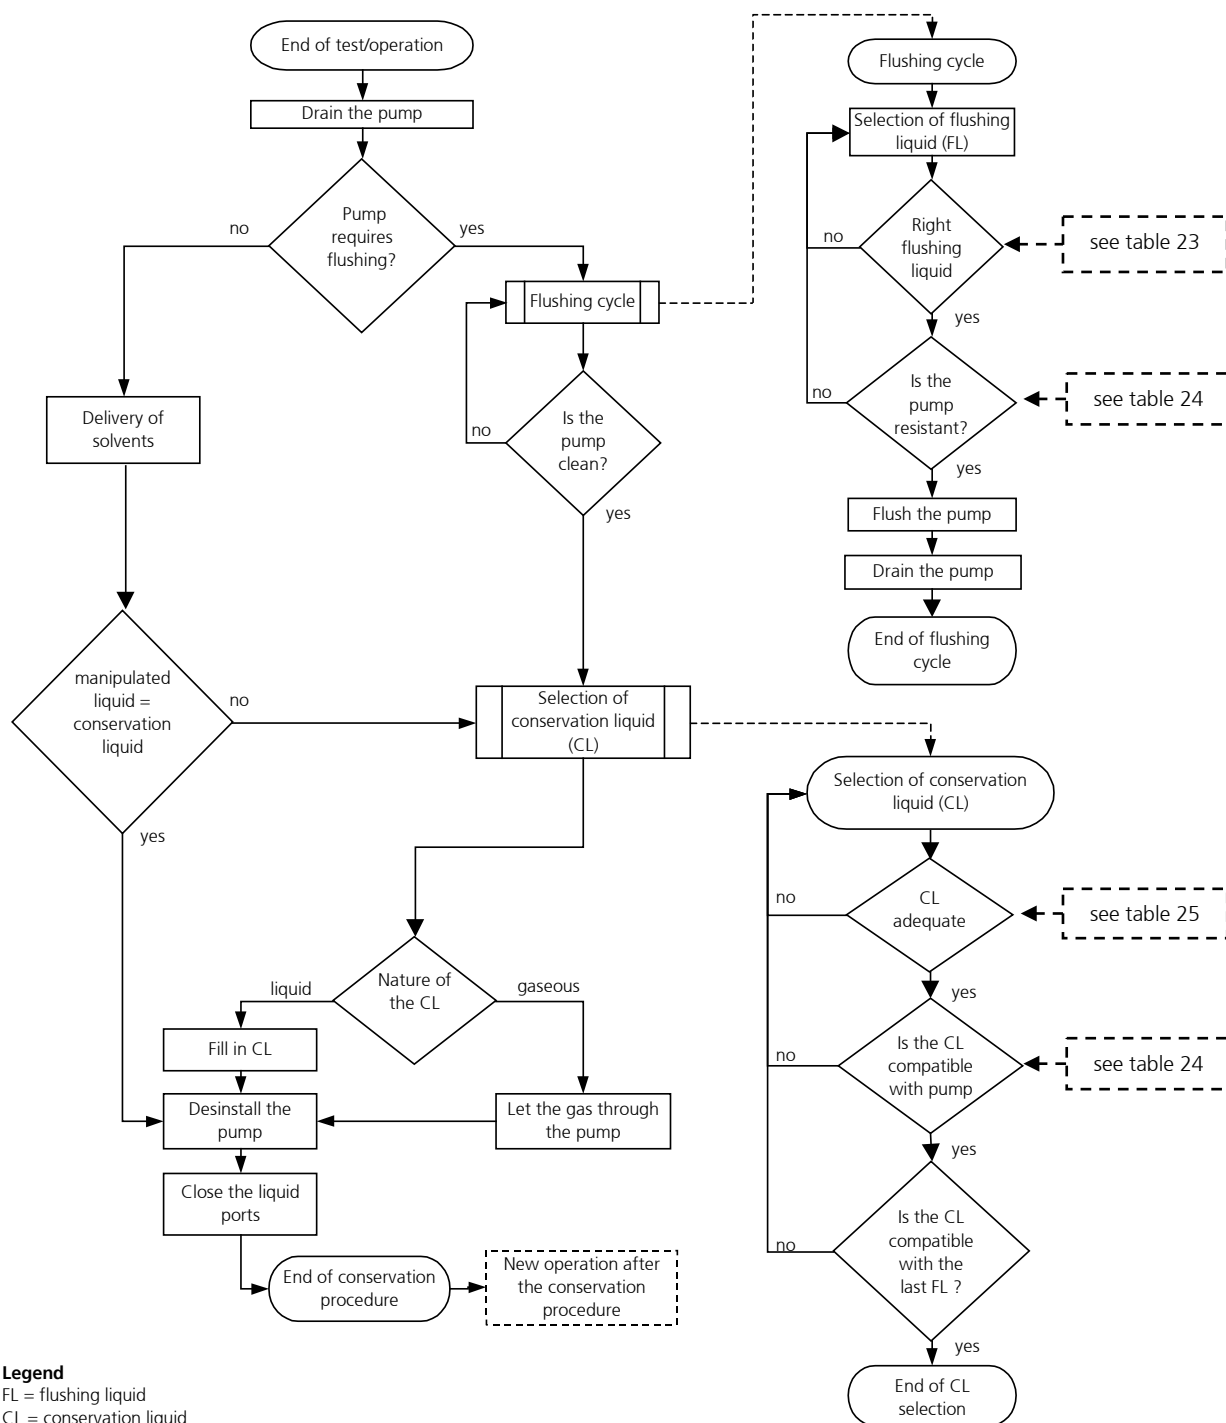 End of test/operation
Drain the pump
Pump
requires
flushing?
no
yes
Flushing cycle
Is the
pump
clean?
no
yes
Delivery of
solvents
manipulated
liquid =
conservation
liquid
no
yes
Selection of
conservation liquid
(CL)
Nature of
the CL
liquid
gaseous
Fill in CL
Desinstall the
pump
Let the gas through
the pump
Close the liquid
ports
End of conservation
procedure
New operation after
the conservation
procedure
Legend
FL = flushing liquid
CL = conservation liquid
Flushing cycle
Selection of flushing
liquid (FL)
Right
flushing
liquid
no
see table 23
yes
Is the
pump
resistant?
no
see table 24
yes
Flush the pump
Drain the pump
End of flushing
cycle
Selection of conservation
liquid (CL)
CL
adequate
no
see table 25
yes
Is the CL
compatible
with pump
no
see table 24
yes
Is the CL
compatible
with the
last FL ?
no
yes
End of CL
selection